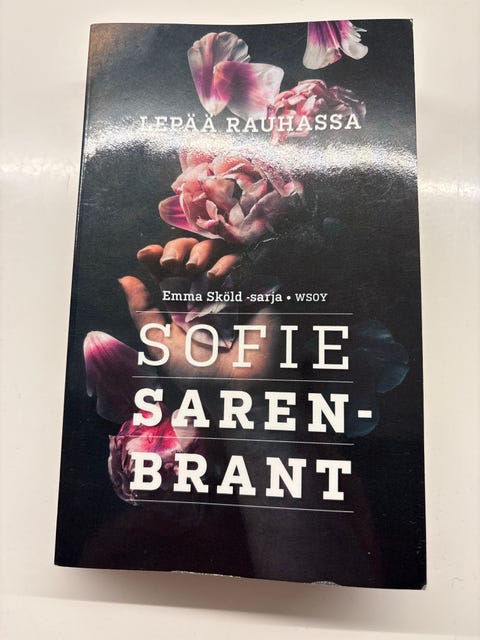 LEPÄÄ RAUHASSA
Emma Sköld -sarja • WSOY
SOFIE
SAREN-
BRANT